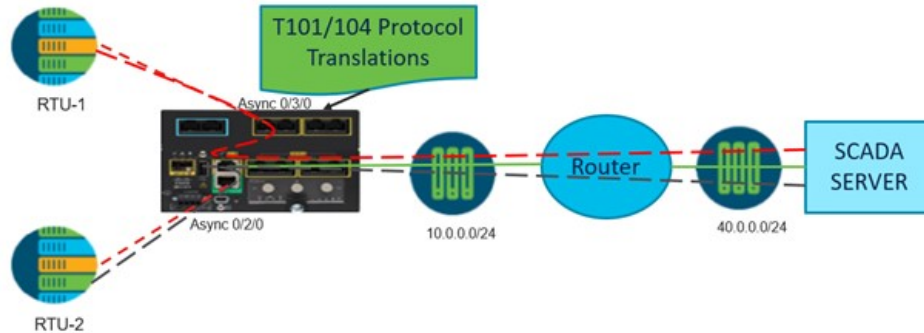 T101/104 Protocol
Translations
RTU-1
Async 0/3/0
Router
SCADA
SERVER
Async 0/2/0
10.0.0.0/24
40.0.0.0/24
RTU-2